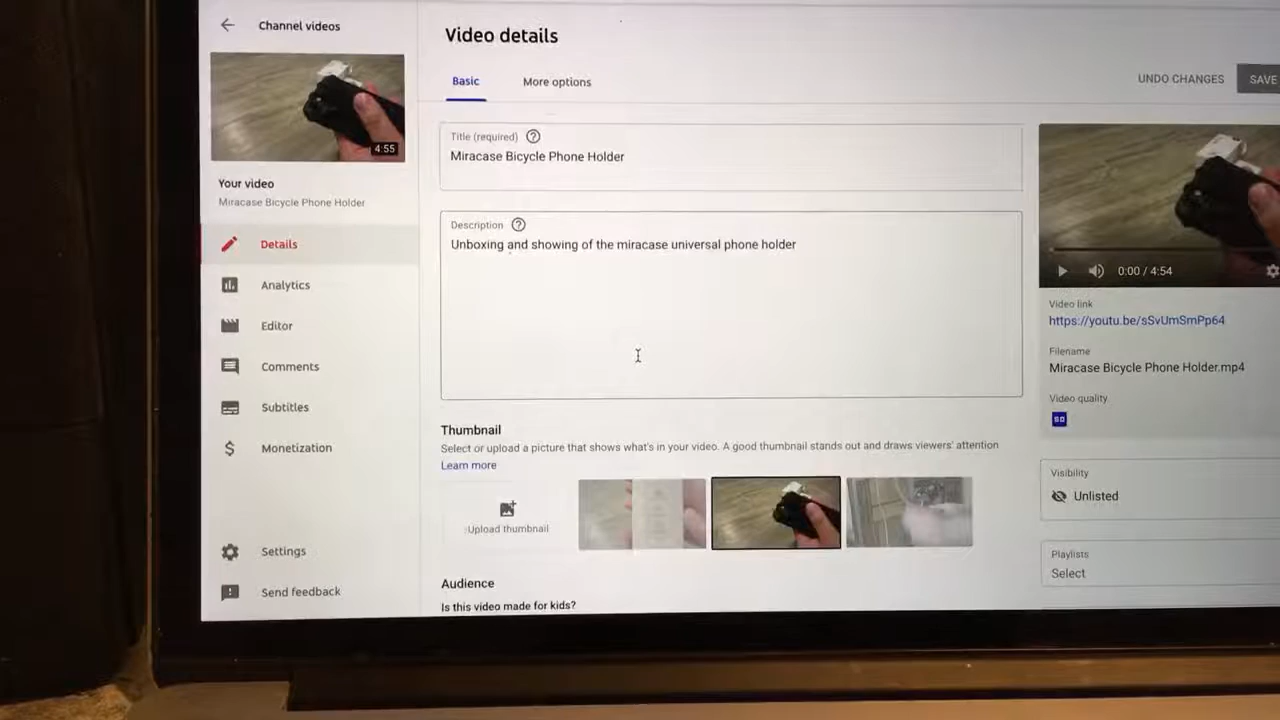 Channel videos
4:55
Your video
Miracase Bicycle Phone Holder
Details
Analytics
Editor
Comments
Subtitles
Monetization
Settings
Send feedback
Video details
Basic
More options
UNDO CHANGES
SAVE
Title (required)
Miracase Bicycle Phone Holder
Description
Unboxing and showing of the miracase universal phone holder
Thumbnail
Select or upload a picture that shows what's in your video. A good thumbnail stands out and draws viewers' attention
Learn more
Upload thumbnail
Audience
Is this video made for kids?
0:00 / 4:54
Video link
https://youtu.be/sSvUmSmPp64
Filename
Miracase Bicycle Phone Holder.mp4
Video quality
SD
Visibility
Unlisted
Playlists
Select